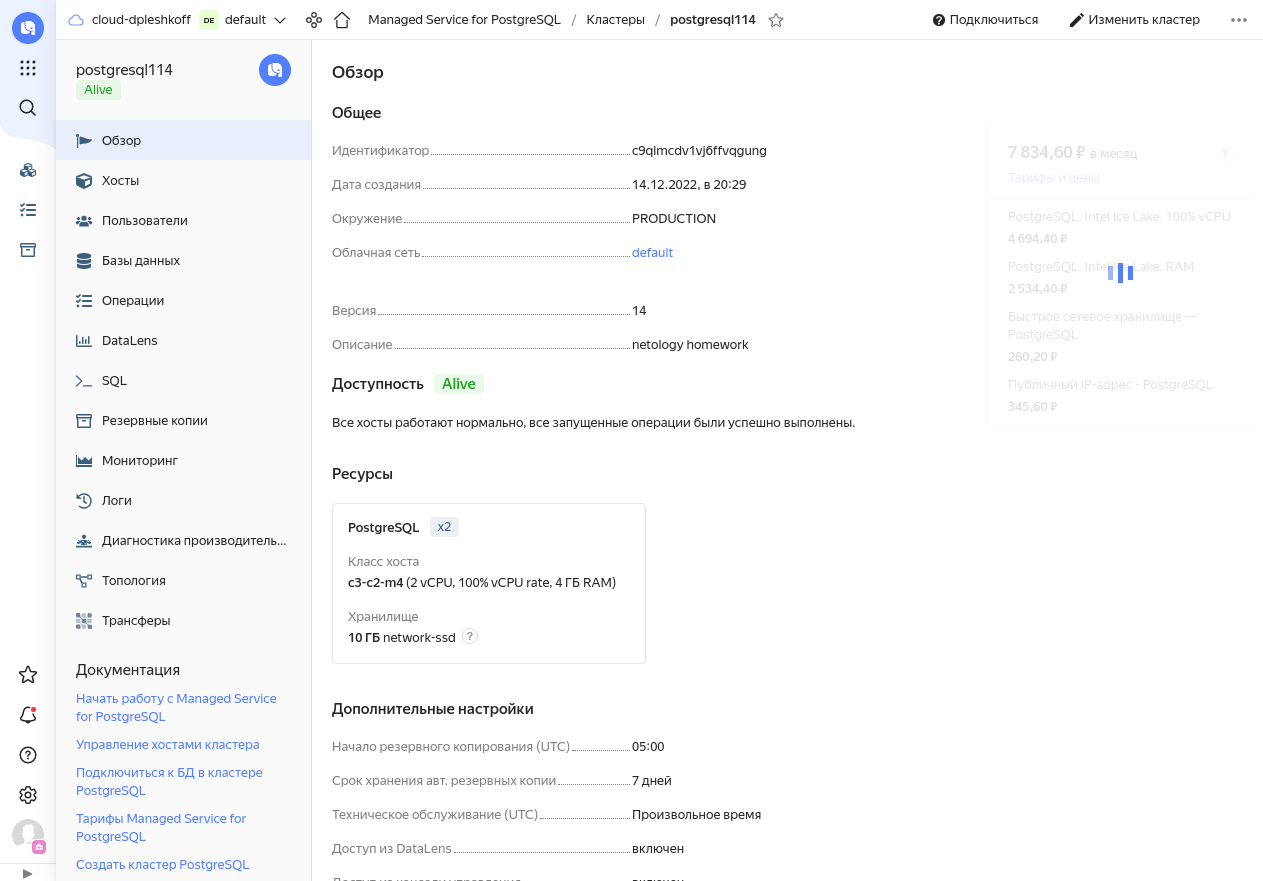 cloud-dpleshkoff DE default Managed Service for PostgreSQL / Кластеры / postgresql114 Подключиться Изменить кластер
postgresql114
Alive
Обзор
Хосты
Пользователи
Базы данных
Операции
DataLens
SQL
Резервные копии
Мониторинг
Логи
Диагностика производитель...
Топология
Трансферы
Документация
Начать работу с Managed Service
for PostgreSQL
Управление хостами кластера
Подключиться к БД в кластере
PostgreSQL
Тарифы Managed Service for
PostgreSQL
Создать кластер PostgreSQL
Обзор
Общее
Идентификатор c9qlmcdv1vj6ffvqgung
Дата создания 14.12.2022, в 20:29
Окружение PRODUCTION
Облачная сеть default
Версия 14
Описание netology homework
Доступность Alive
Все хосты работают нормально, все запущенные операции были успешно выполнены.
Ресурсы
PostgreSQL x2
Класс хоста
c3-c2-m4 (2 vCPU, 100% vCPU rate, 4 ГБ RAM)
Хранилище
10 ГБ network-ssd ?
Дополнительные настройки
Начало резервного копирования (UTC) 05:00
Срок хранения авт. резервных копии 7 дней
Техническое обслуживание (UTC) Произвольное время
Доступ из DataLens включен
Доступ из консоли управления включен
7 834,60 ₽ в месяц ?
Тарифы и цены
PostgreSQL. Intel Ice Lake. 100% vCPU
4 694,40 ₽
PostgreSQL. Intel Ice Lake. RAM
2 534,40 ₽
Быстрое сетевое хранилище —
PostgreSQL
260,20 ₽
Публичный IP-адрес - PostgreSQL
345,60 ₽